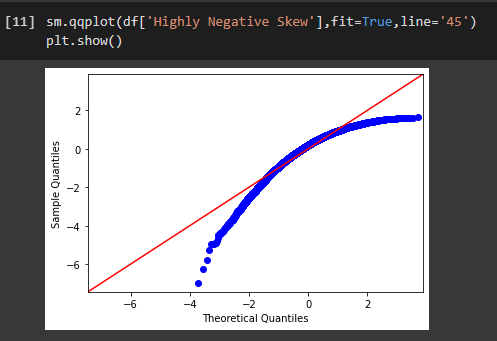 [11] sm.qqplot(df['Highly Negative Skew'],fit=True,line='45')
plt.show()
2
0
−2
−4
−6
Sample Quantiles
−6 −4 −2 0 2
Theoretical Quantiles